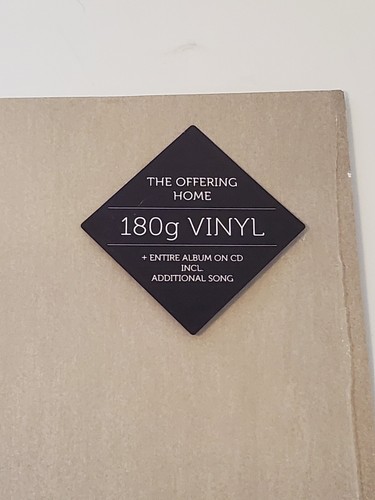 THE OFFERING
HOME
180g VINYL
+ ENTIRE ALBUM ON CD
INCL.
ADDITIONAL SONG